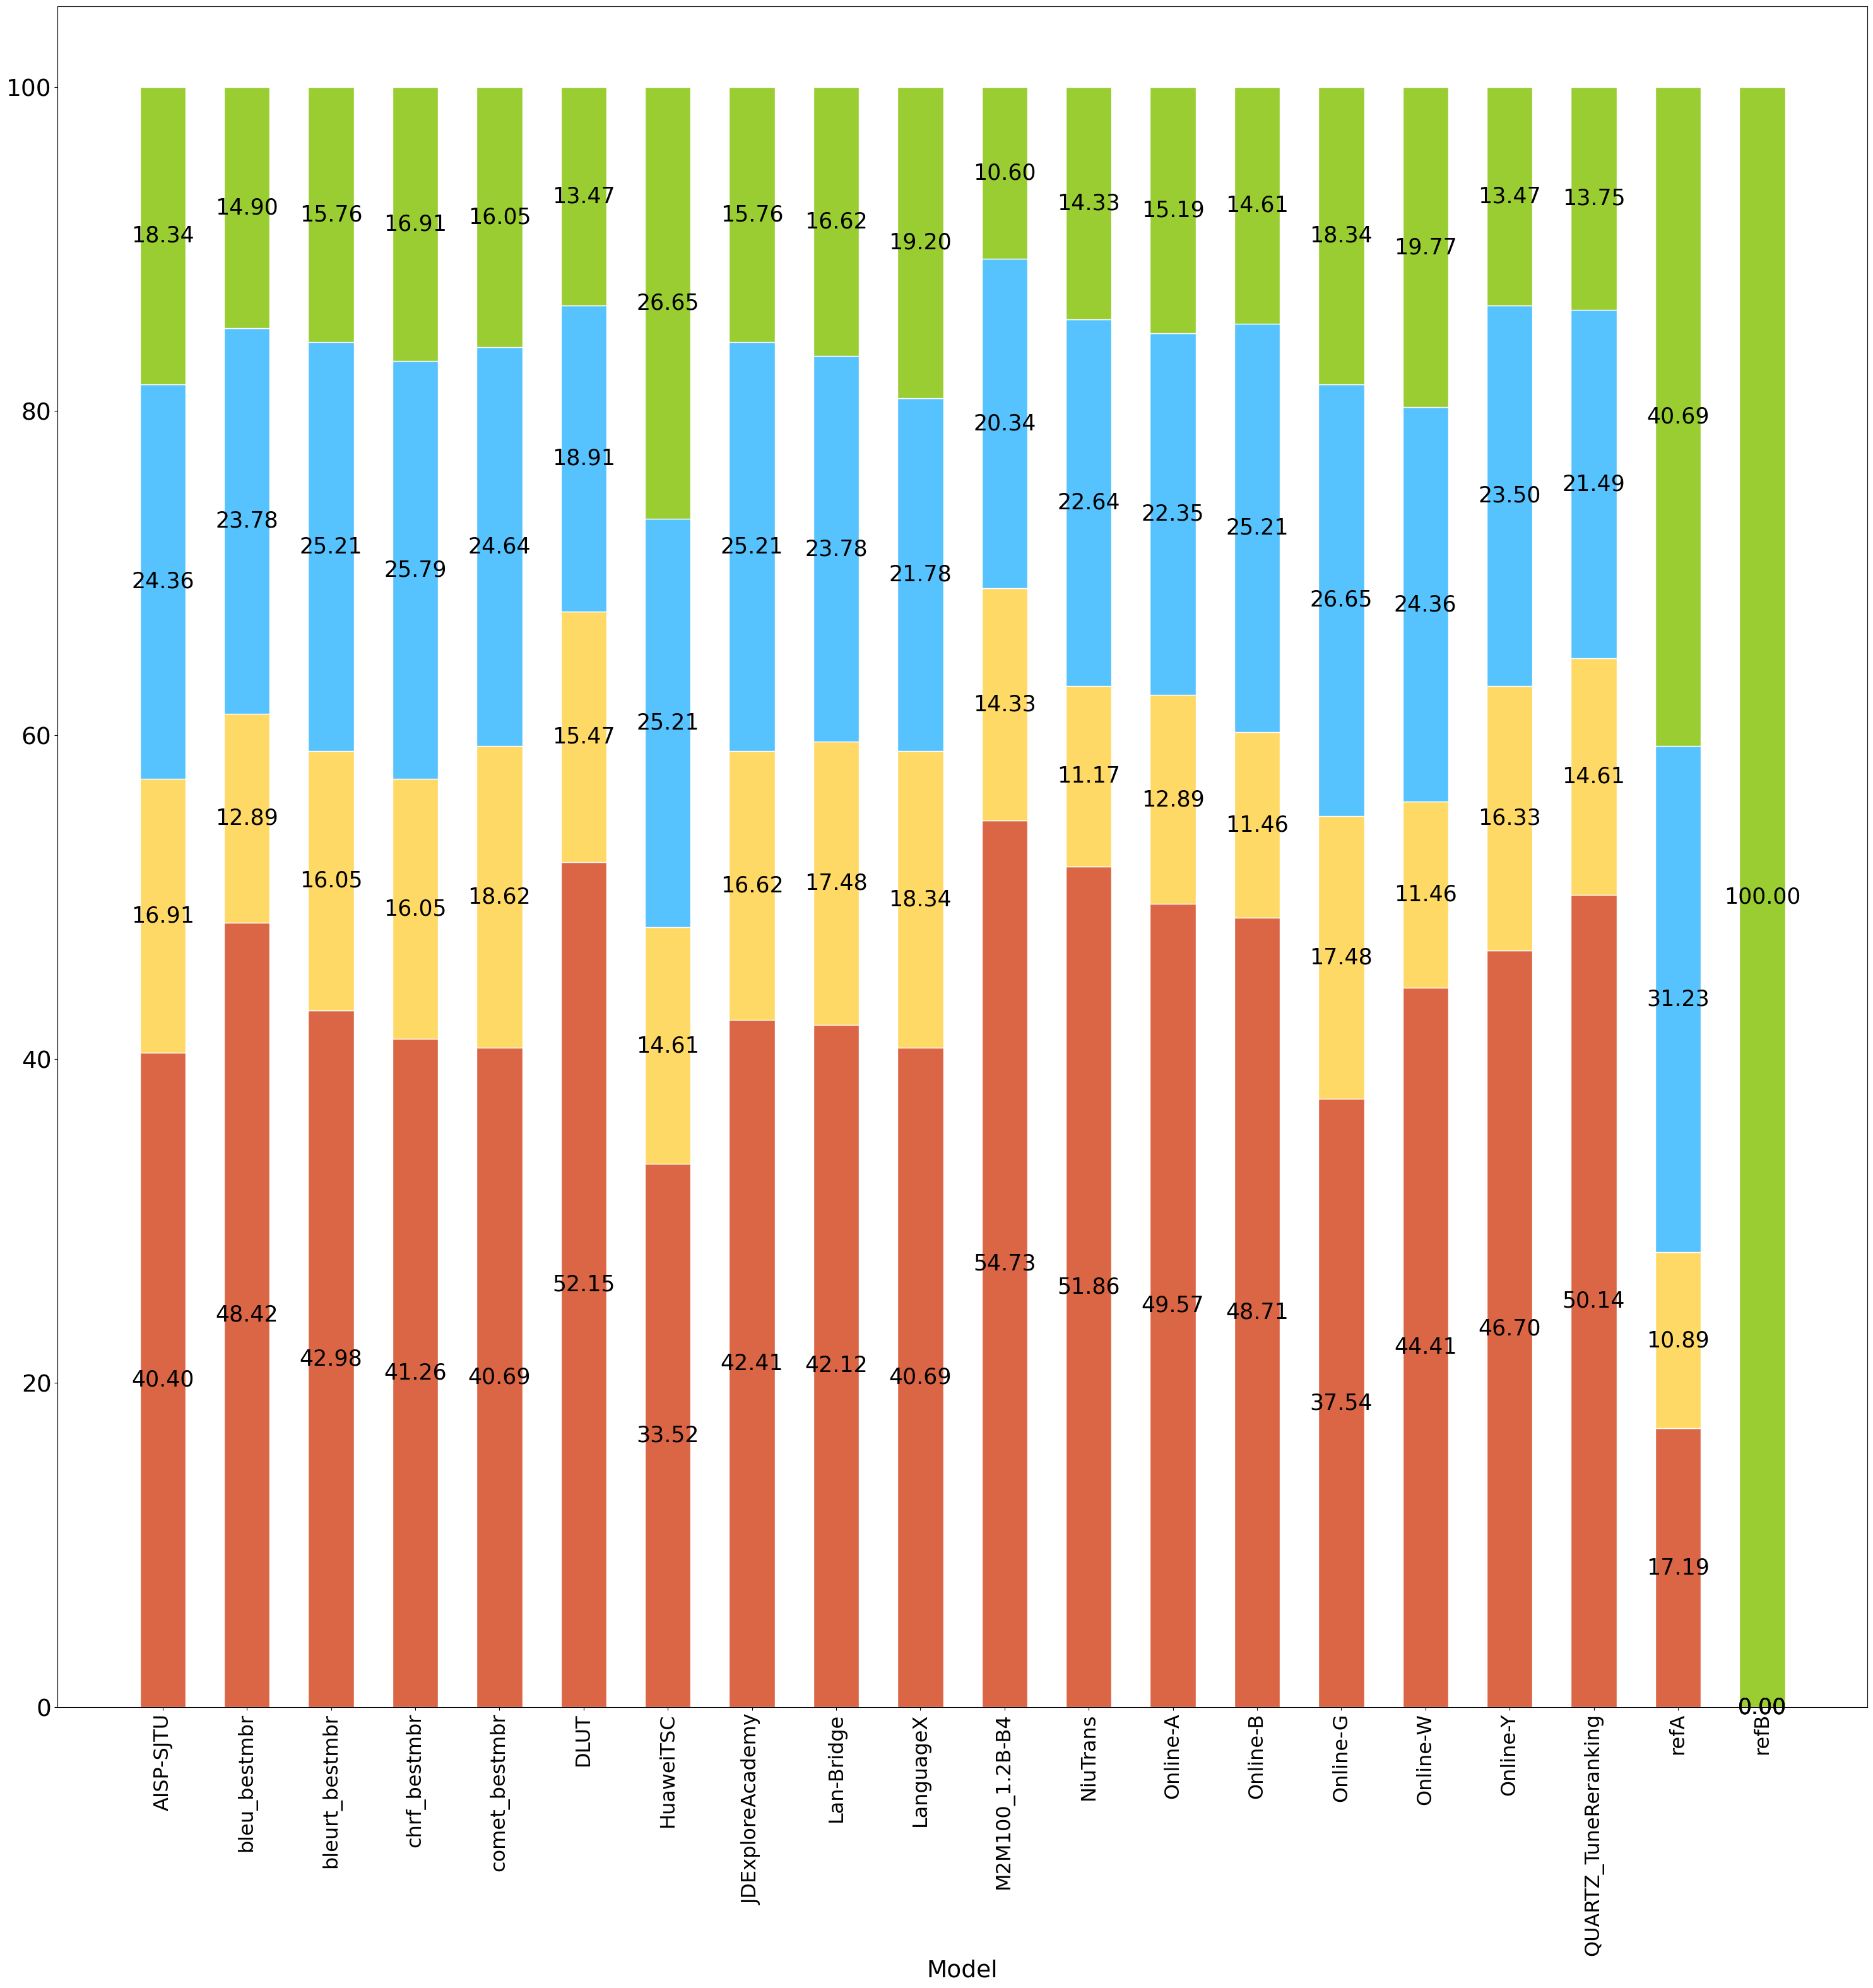 100
80
60
40
20
0
18.34 14.90 15.76 16.91 16.05 13.47 26.65 15.76 16.62 19.20 10.60 14.33 15.19 14.61 18.34 19.77 13.47 13.75 40.69 100.00
24.36 23.78 25.21 25.79 24.64 18.91 25.21 25.21 23.78 21.78 20.34 22.64 22.35 25.21 26.65 24.36 23.50 21.49 31.23
16.91 12.89 16.05 16.05 18.62 15.47 14.61 16.62 17.48 18.34 14.33 11.17 12.89 11.46 17.48 11.46 16.33 14.61 10.89
40.40 48.42 42.98 41.26 40.69 52.15 33.52 42.41 42.12 40.69 54.73 51.86 49.57 48.71 37.54 44.41 46.70 50.14 17.19 0.00
AISP-SJTU
bleu_bestmbr
bleurt_bestmbr
chrf_bestmbr
comet_bestmbr
DLUT
HuaweiTSC
JDExploreAcademy
Lan-Bridge
LanguageX
M2M100_1.2B-B4
NiuTrans
Online-A
Online-B
Online-G
Online-W
Online-Y
QUARTZ_TuneReranking
refA
refB
Model